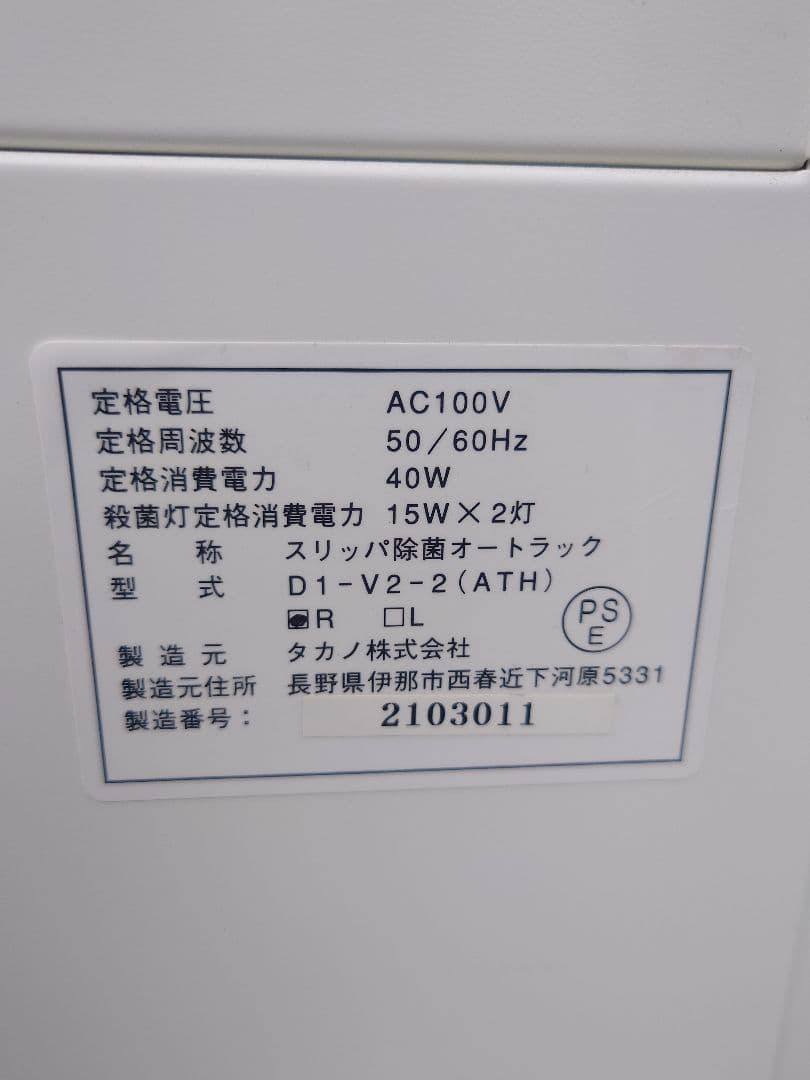 定格電圧 AC100V
定格周波数 50/60Hz
定格消費電力 40W
殺菌灯定格消費電力 15W×2灯
名称 スリッパ除菌オートラック
型式 D1-V2-2(ATH)
☑R □L
PS
E
製造元 タカノ株式会社
製造元住所 長野県伊那市西春近下河原5331
製造番号: 2103011